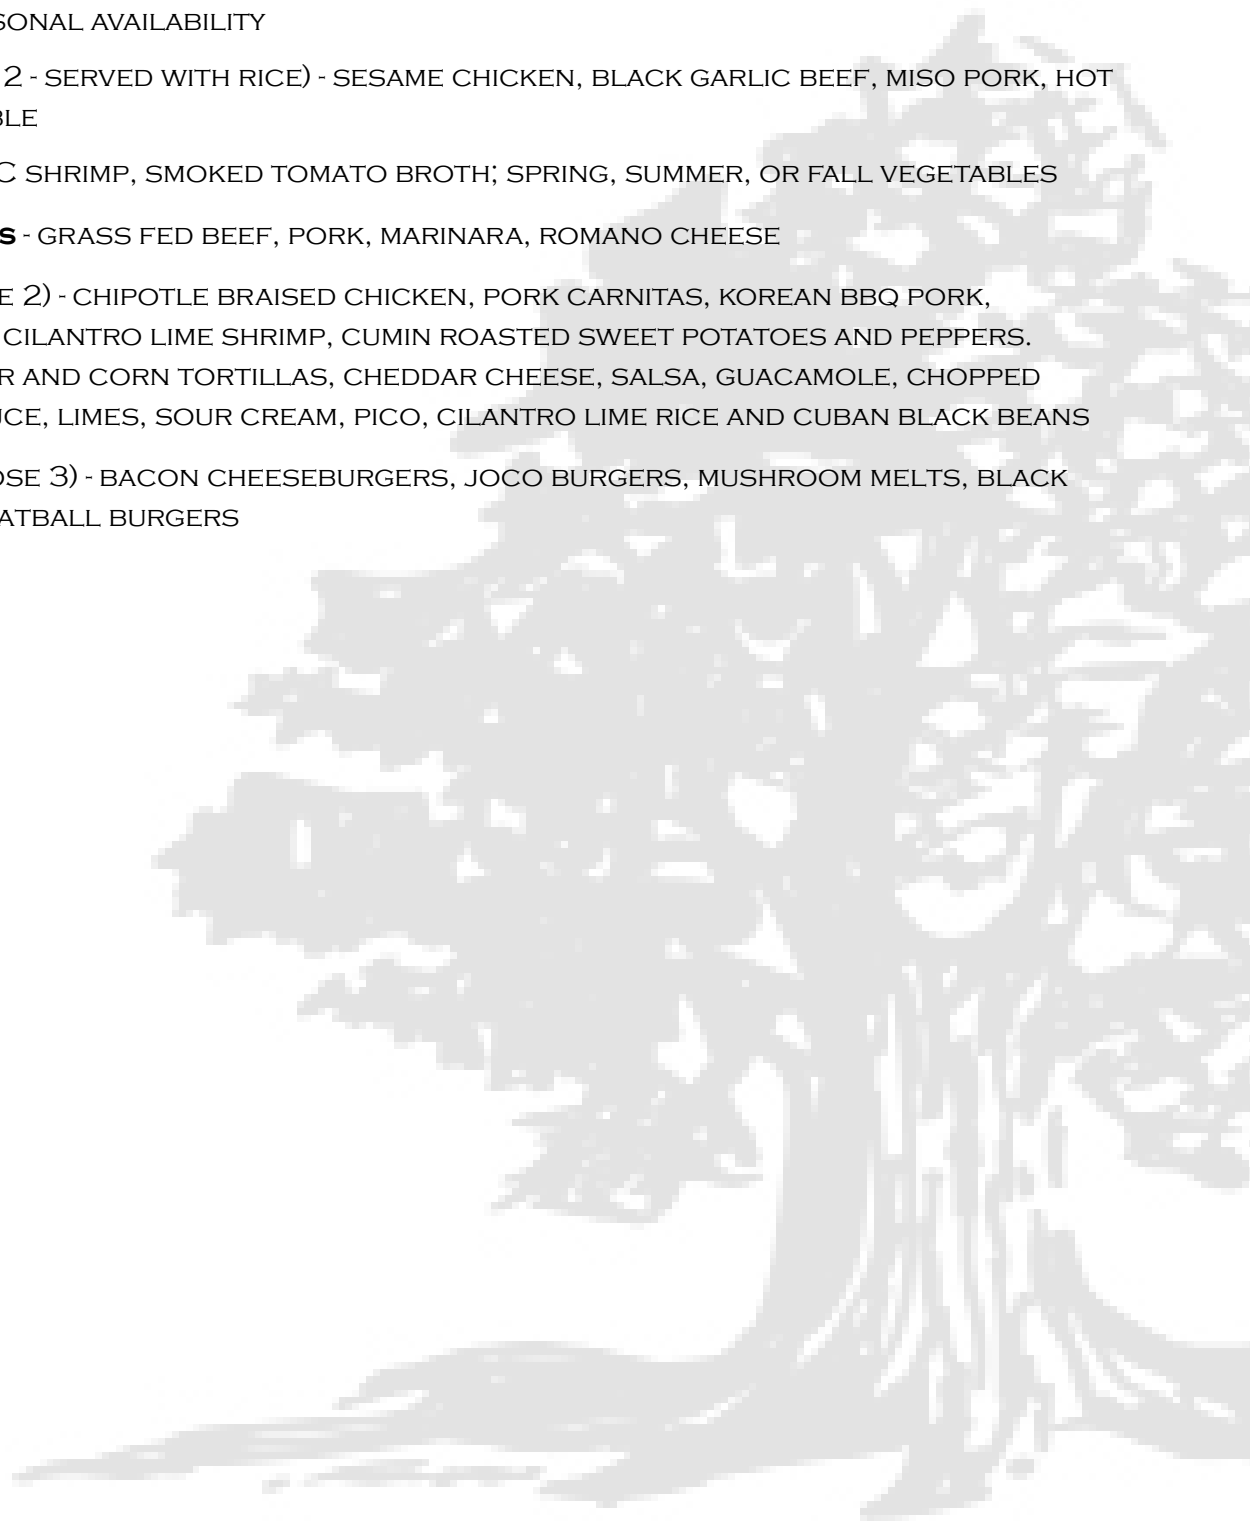 SONAL AVAILABILITY
2 - SERVED WITH RICE) - SESAME CHICKEN, BLACK GARLIC BEEF, MISO PORK, HOT
BLE
C SHRIMP, SMOKED TOMATO BROTH; SPRING, SUMMER, OR FALL VEGETABLES
S - GRASS FED BEEF, PORK, MARINARA, ROMANO CHEESE
E 2) - CHIPOTLE BRAISED CHICKEN, PORK CARNITAS, KOREAN BBQ PORK,
CILANTRO LIME SHRIMP, CUMIN ROASTED SWEET POTATOES AND PEPPERS.
R AND CORN TORTILLAS, CHEDDAR CHEESE, SALSA, GUACAMOLE, CHOPPED
UCE, LIMES, SOUR CREAM, PICO, CILANTRO LIME RICE AND CUBAN BLACK BEANS
OSE 3) - BACON CHEESEBURGERS, JOCO BURGERS, MUSHROOM MELTS, BLACK
ATBALL BURGERS